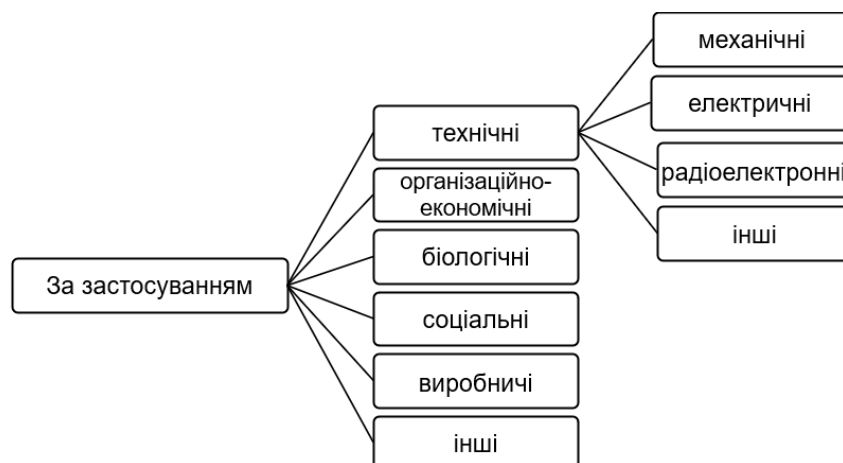 механічні
електричні
технічні
радіоелектронні
організаційно-
економічні
інші
біологічні
За застосуванням
соціальні
виробничі
інші